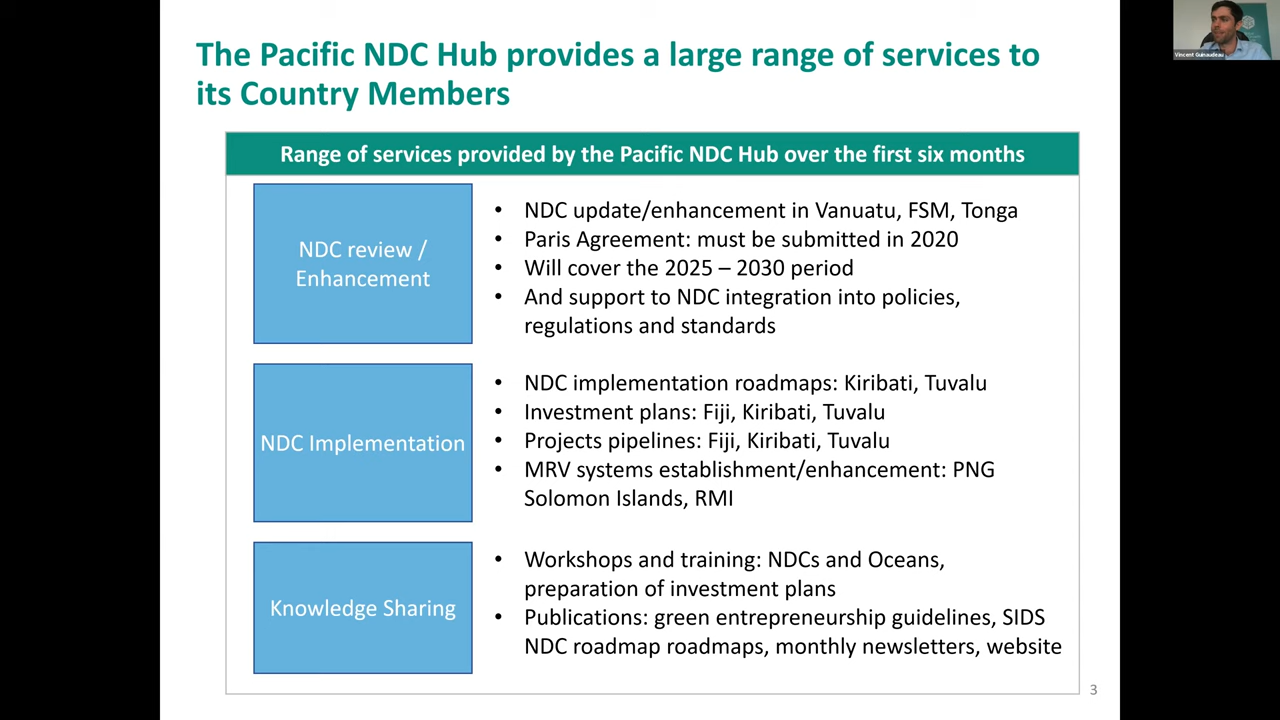 The Pacific NDC Hub provides a large range of services to
its Country Members
Range of services provided by the Pacific NDC Hub over the first six months
NDC review /
Enhancement
• NDC update/enhancement in Vanuatu, FSM, Tonga
• Paris Agreement: must be submitted in 2020
• Will cover the 2025 – 2030 period
• And support to NDC integration into policies,
regulations and standards
NDC Implementation
• NDC implementation roadmaps: Kiribati, Tuvalu
• Investment plans: Fiji, Kiribati, Tuvalu
• Projects pipelines: Fiji, Kiribati, Tuvalu
• MRV systems establishment/enhancement: PNG
Solomon Islands, RMI
Knowledge Sharing
• Workshops and training: NDCs and Oceans,
preparation of investment plans
• Publications: green entrepreneurship guidelines, SIDS
NDC roadmap roadmaps, monthly newsletters, website
3
Vincent Guinaudeau